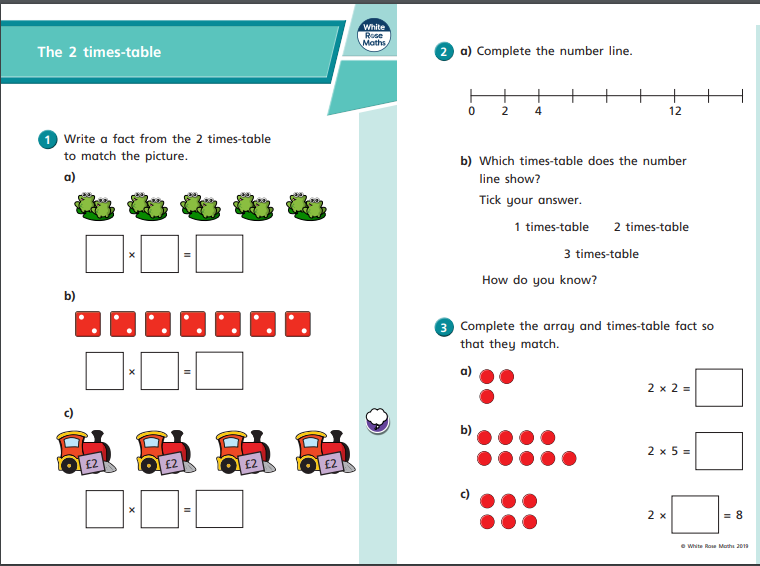 The 2 times-table
White
Rose
Maths
1 Write a fact from the 2 times-table
to match the picture.
a)
× =
b)
× =
c)
£2 £2 £2 £2
× =
2 a) Complete the number line.
0 2 4 12
b) Which times-table does the number
line show?
Tick your answer.
1 times-table 2 times-table
3 times-table
How do you know?
3 Complete the array and times-table fact so
that they match.
a) 2 × 2 =
b) 2 × 5 =
c) 2 × = 8
© White Rose Maths 2019